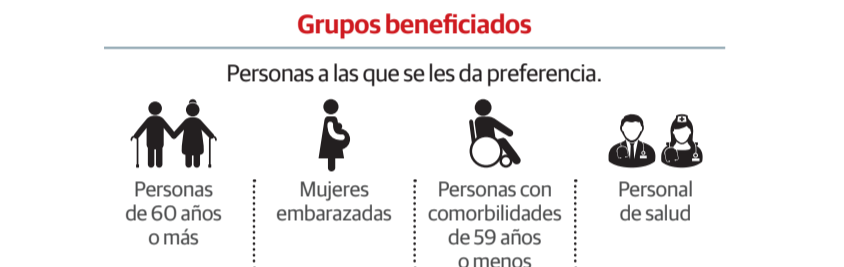 Grupos beneficiados
Personas a las que se les da preferencia.
Personas
de 60 años
o más
Mujeres
embarazadas
Personas con
comorbilidades
de 59 años
o menos
Personal
de salud